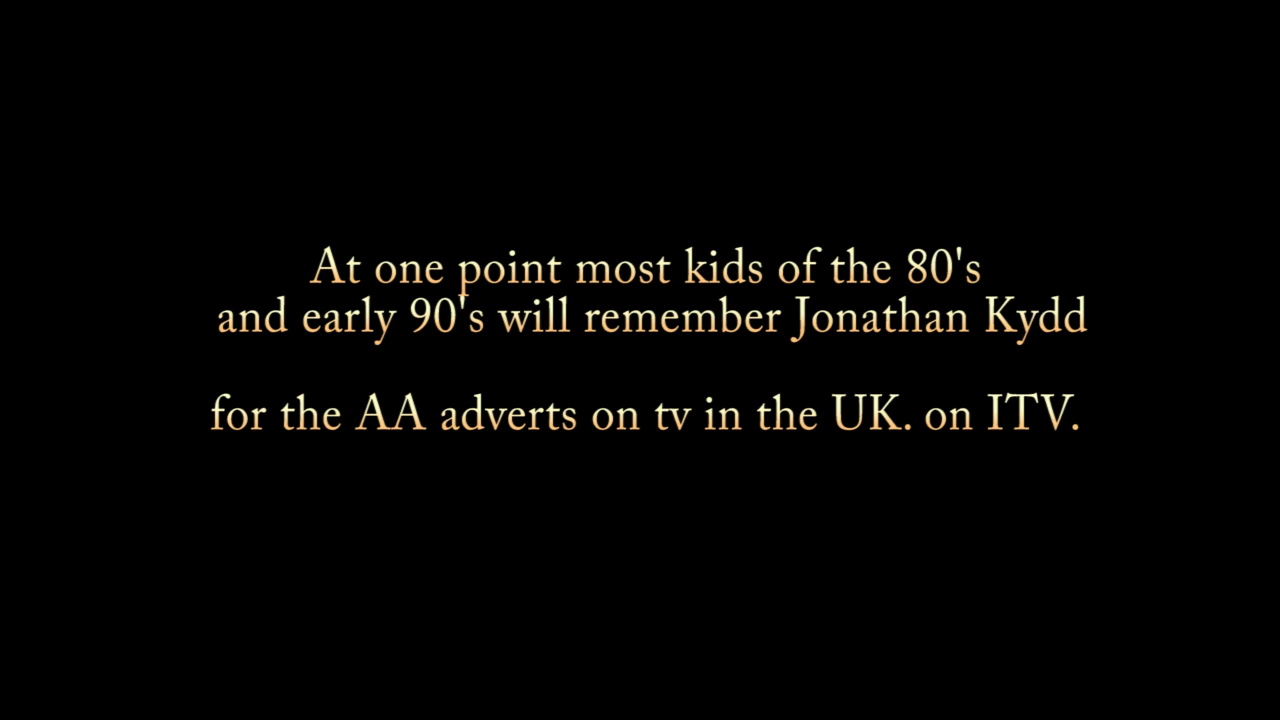 At one point most kids of the 80's
and early 90's will remember Jonathan Kydd
for the AA adverts on tv in the UK. on ITV.